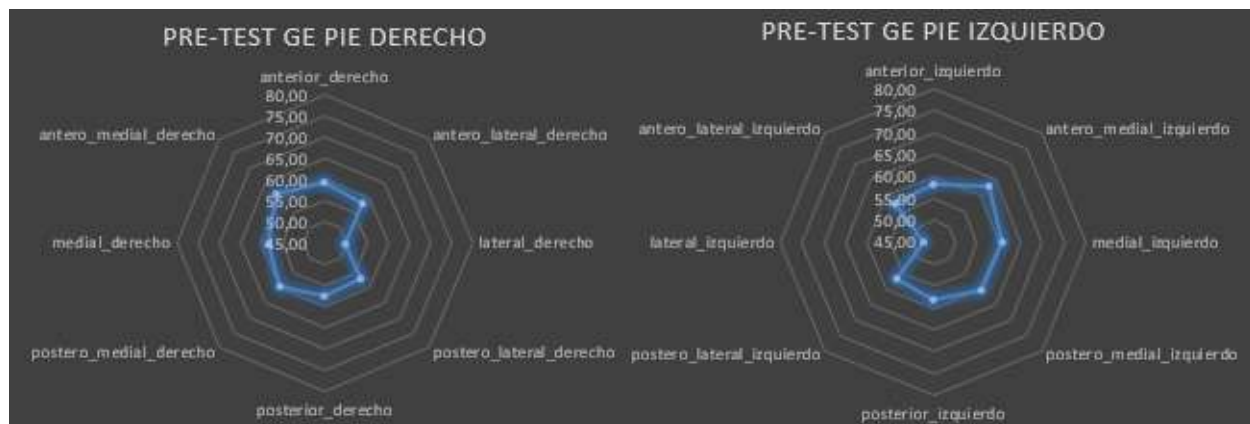 PRE-TEST GE PIE DERECHO
anterior_derecho
80,00
75,00
70,00
65,00
60,00
55,00
50,00
45,00
antero_medial_derecho
antero_lateral_derecho
medial_derecho
lateral_derecho
postero_medial_derecho
postero_lateral_derecho
posterior_derecho
PRE-TEST GE PIE IZQUIERDO
anterior_izquierdo
80,00
75,00
70,00
65,00
60,00
55,00
50,00
45,00
antero_lateral_izquierdo
antero_medial_izquierdo
lateral_izquierdo
medial_izquierdo
postero_lateral_izquierdo
postero_medial_izquierdo
posterior_izquierdo